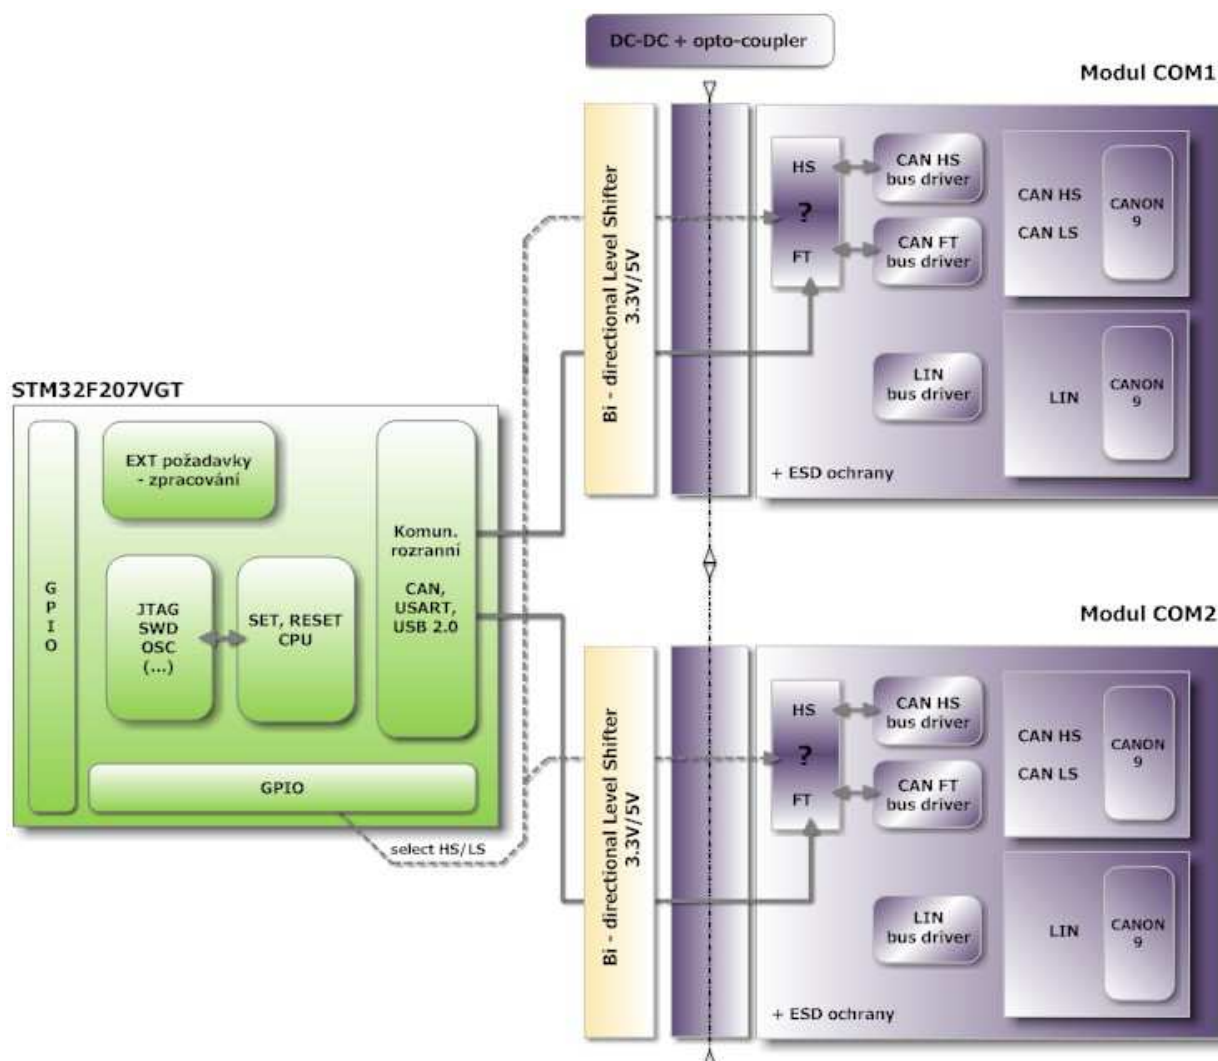 DC-DC + opto-coupler
Modul COM1
Bi - directional Level Shifter
3.3V/5V
HS
?
FT
CAN HS
bus driver
CAN FT
bus driver
LIN
bus driver
CAN HS
CAN LS
CANON
9
LIN
CANON
9
+ ESD ochrany
STM32F207VGT
GPIO
EXT požadavky
- zpracování
JTAG
SWD
OSC
(...)
SET, RESET
CPU
Komun.
rozranní
CAN,
USART,
USB 2.0
GPIO
select HS/LS
Modul COM2
Bi - directional Level Shifter
3.3V/5V
HS
?
FT
CAN HS
bus driver
CAN FT
bus driver
LIN
bus driver
CAN HS
CAN LS
CANON
9
LIN
CANON
9
+ ESD ochrany